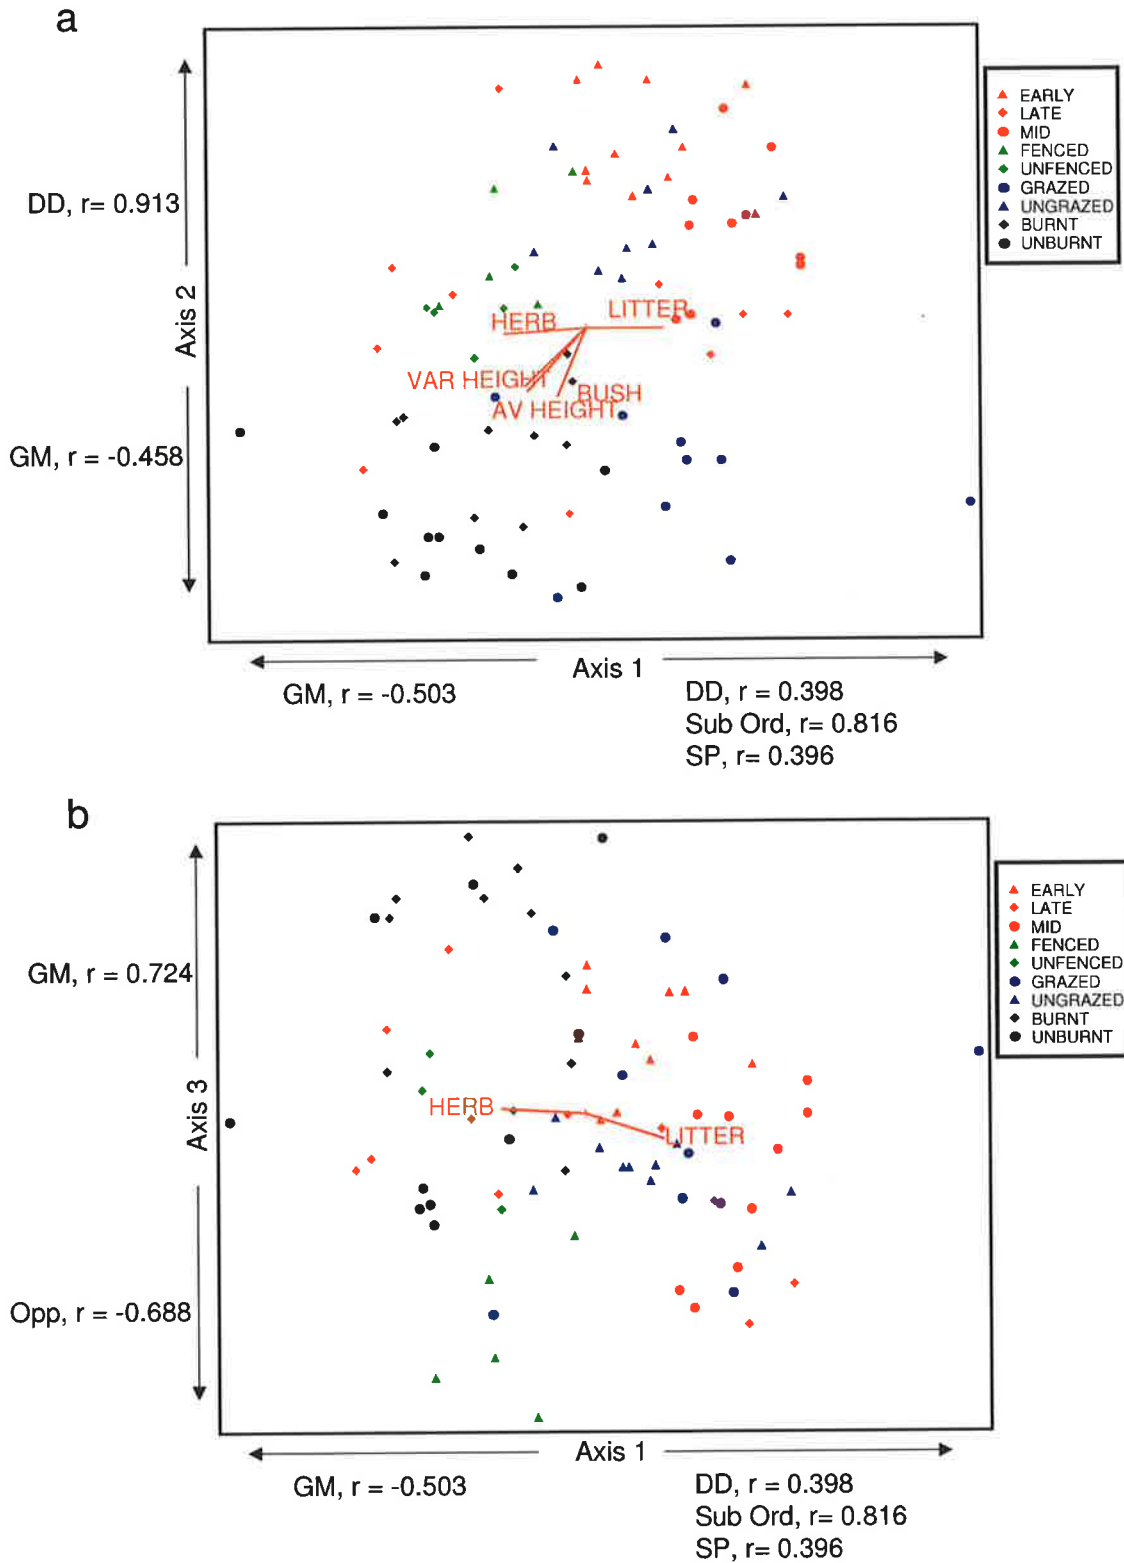 a
EARLY
LATE
MID
FENCED
UNFENCED
GRAZED
UNGRAZED
BURNT
UNBURNT
DD, r= 0.913
Axis 2
GM, r = -0.458
LITTER
HERB
VAR HEIGHT
BUSH
AV HEIGHT
Axis 1
GM, r = -0.503
DD, r = 0.398
Sub Ord, r= 0.816
SP, r= 0.396
b
EARLY
LATE
MID
FENCED
UNFENCED
GRAZED
UNGRAZED
BURNT
UNBURNT
GM, r = 0.724
Axis 3
Opp, r = -0.688
HERB
LITTER
Axis 1
GM, r = -0.503
DD, r = 0.398
Sub Ord, r= 0.816
SP, r= 0.396